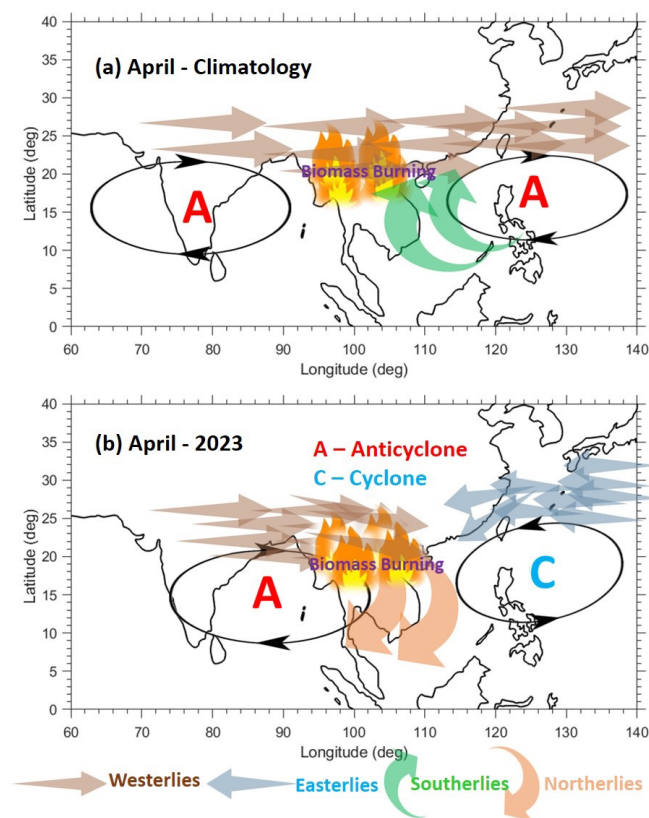 40
(a) April - Climatology
35
30
25
20
15
10
5
0
Latitude (deg)
Biomass Burning
A
A
60 70 80 90 100 110 120 130 140
Longitude (deg)
40
(b) April - 2023
A – Anticyclone
C – Cyclone
35
30
25
20
15
10
5
0
Latitude (deg)
Biomass Burning
A
C
60 70 80 90 100 110 120 130 140
Longitude (deg)
Westerlies Easterlies Southerlies Northerlies